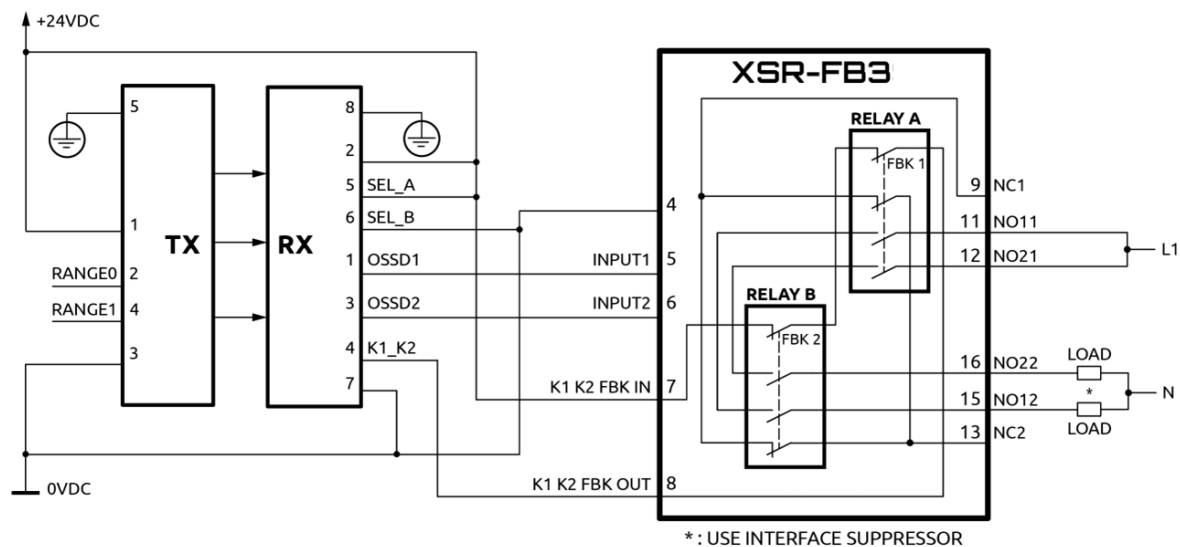 +24VDC
XSR-FB3
RELAY A
FBK 1
5
8
2
9 NC1
5 SEL_A
4
1
6 SEL_B
11 NO11
TX
RX
L1
1 OSSD1
INPUT1 5
12 NO21
RANGE0 2
RELAY B
RANGE1 4
3 OSSD2
INPUT2 6
FBK 2
3
4 K1_K2
16 NO22
LOAD
7
K1 K2 FBK IN 7
*
N
15 NO12
LOAD
13 NC2
0VDC
K1 K2 FBK OUT 8
* : USE INTERFACE SUPPRESSOR